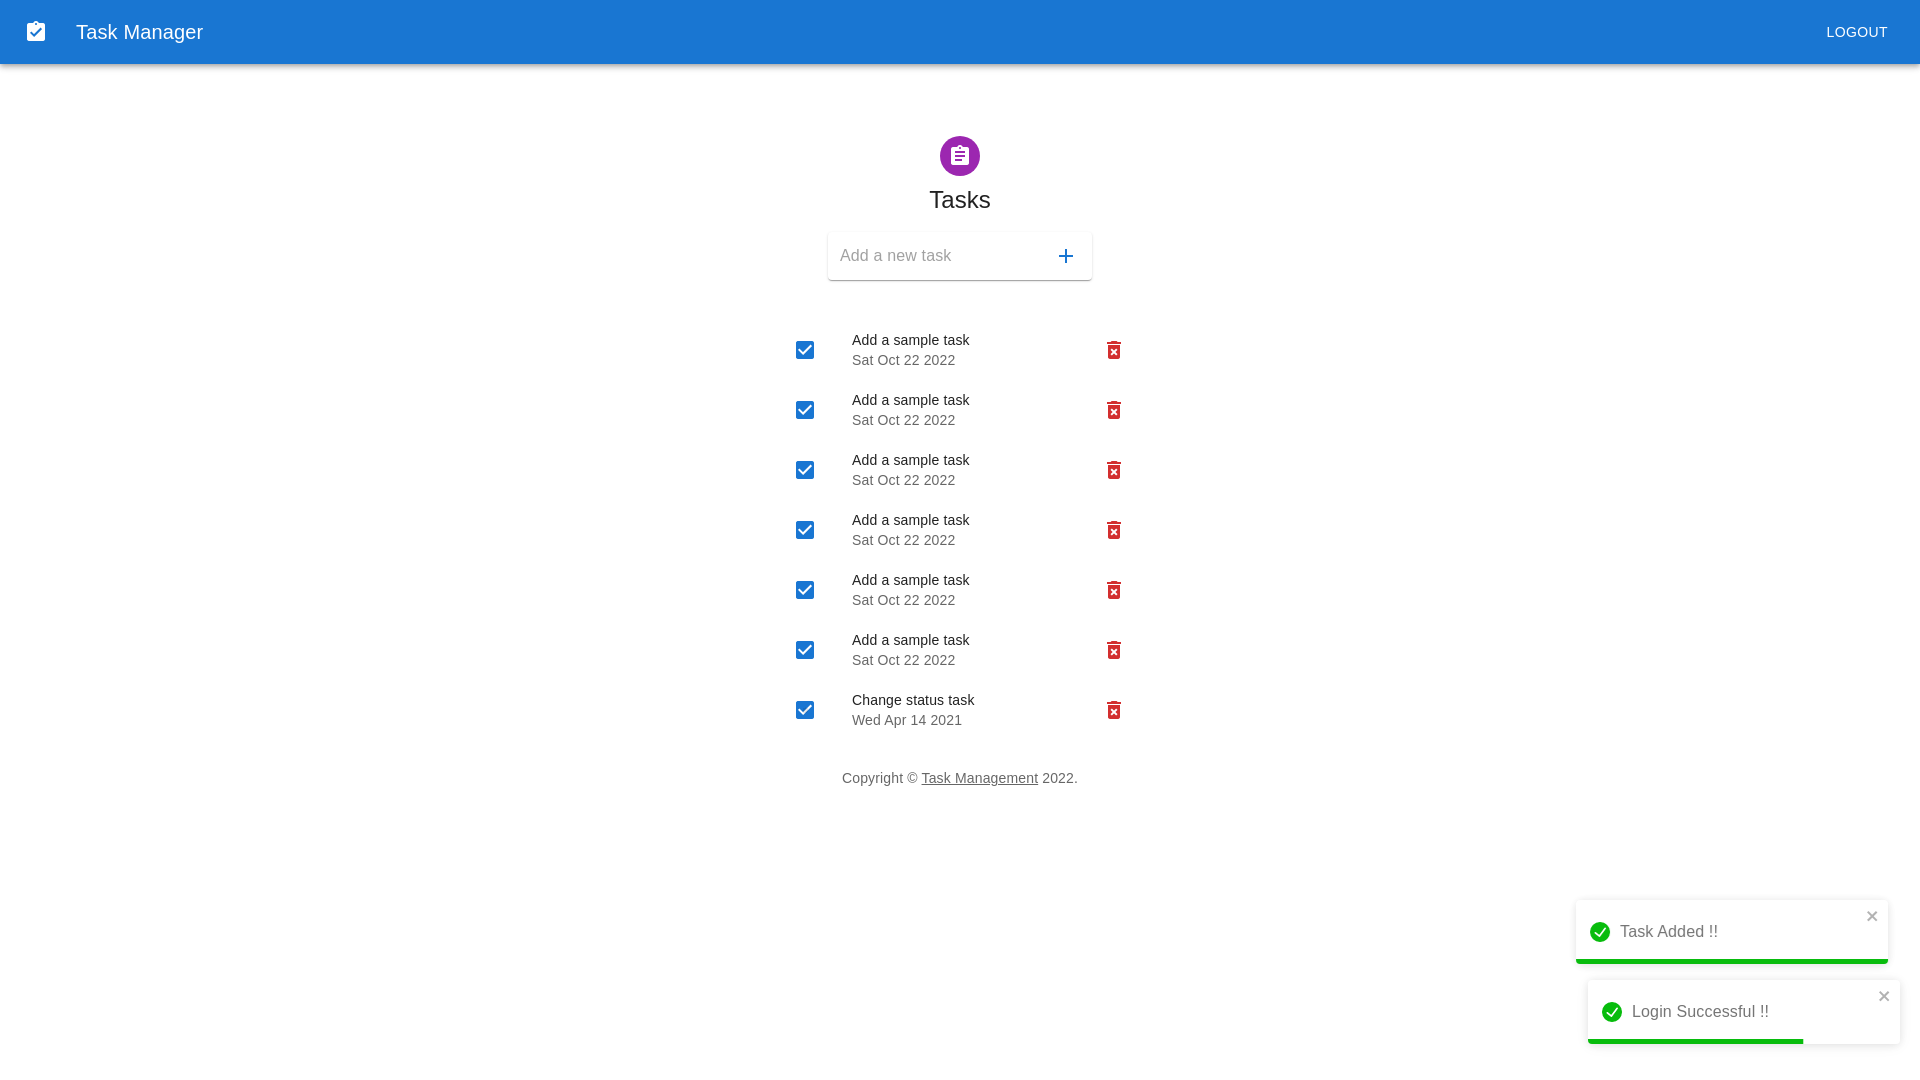 Task Manager
LOGOUT
Tasks
Add a new task
Add a sample task
Sat Oct 22 2022
Add a sample task
Sat Oct 22 2022
Add a sample task
Sat Oct 22 2022
Add a sample task
Sat Oct 22 2022
Add a sample task
Sat Oct 22 2022
Add a sample task
Sat Oct 22 2022
Change status task
Wed Apr 14 2021
Copyright © Task Management 2022.
Task Added !!
Login Successful !!